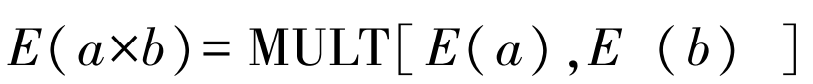 E(a×b)= MULT[ E(a) ,E (b) ]